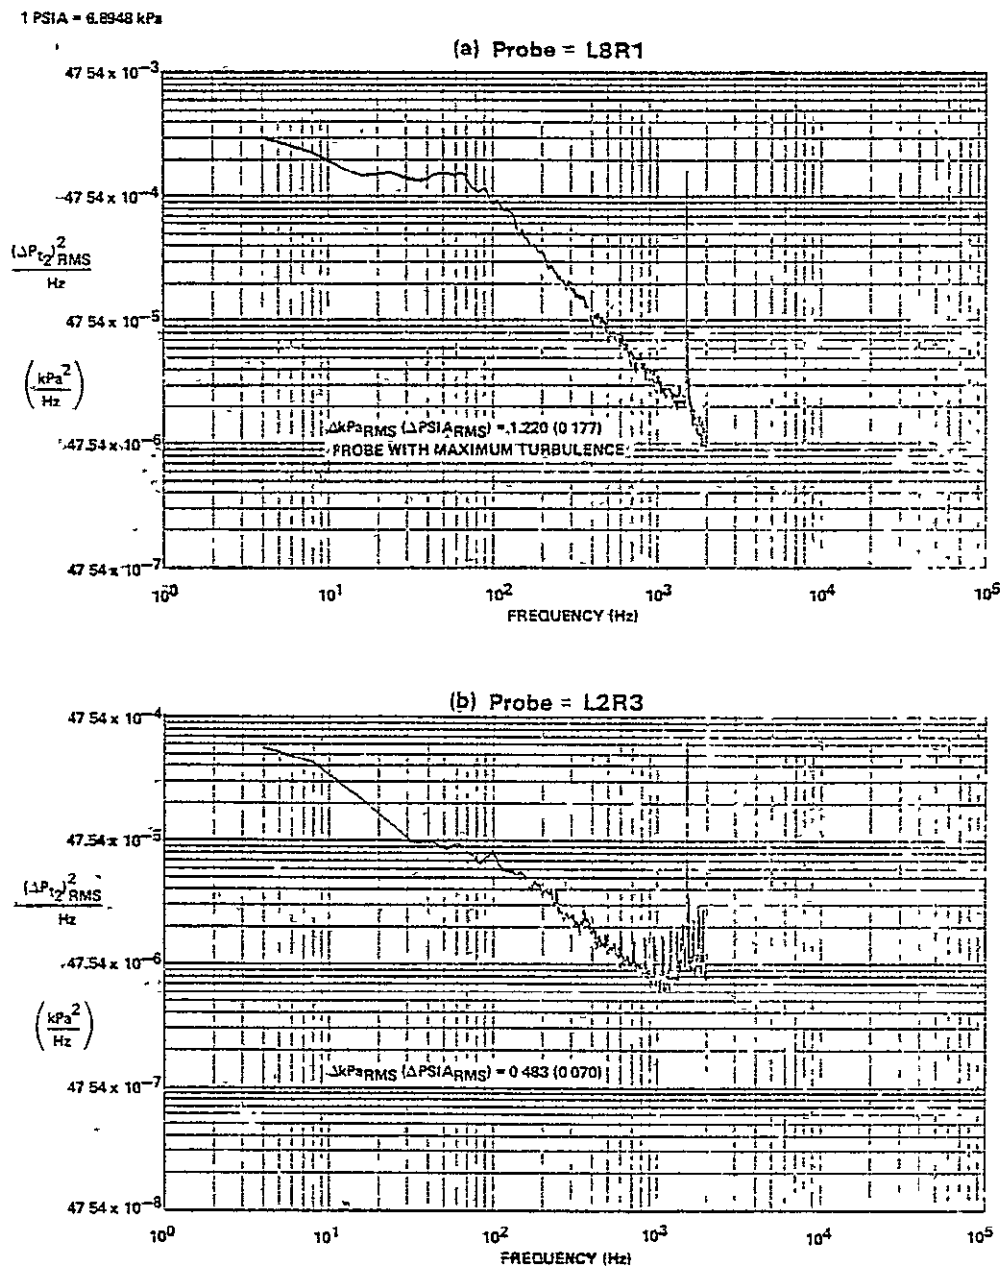 1 PSIA = 6.8948 kPa
(a) Probe = L8R1
47 54 x 10⁻³
47 54 x 10⁻⁴
47 54 x 10⁻⁵
47 54 x 10⁻⁶
47 54 x 10⁻⁷
(ΔPt₂)²RMS
Hz
(kPa²
Hz)
ΔkPaRMS (ΔPSIARMS) = 1.220 (0 177)
PROBE WITH MAXIMUM TURBULENCE
10⁰ 10¹ 10² 10³ 10⁴ 10⁵
FREQUENCY (Hz)
(b) Probe = L2R3
47 54 x 10⁻⁴
47.54 x 10⁻⁵
47.54 x 10⁻⁶
47 54 x 10⁻⁷
47 54 x 10⁻⁸
(ΔPt₂)²RMS
Hz
(kPa²
Hz)
ΔkPaRMS (ΔPSIARMS) = 0 483 (0 070)
10⁰ 10¹ 10² 10³ 10⁴ 10⁵
FREQUENCY (Hz)